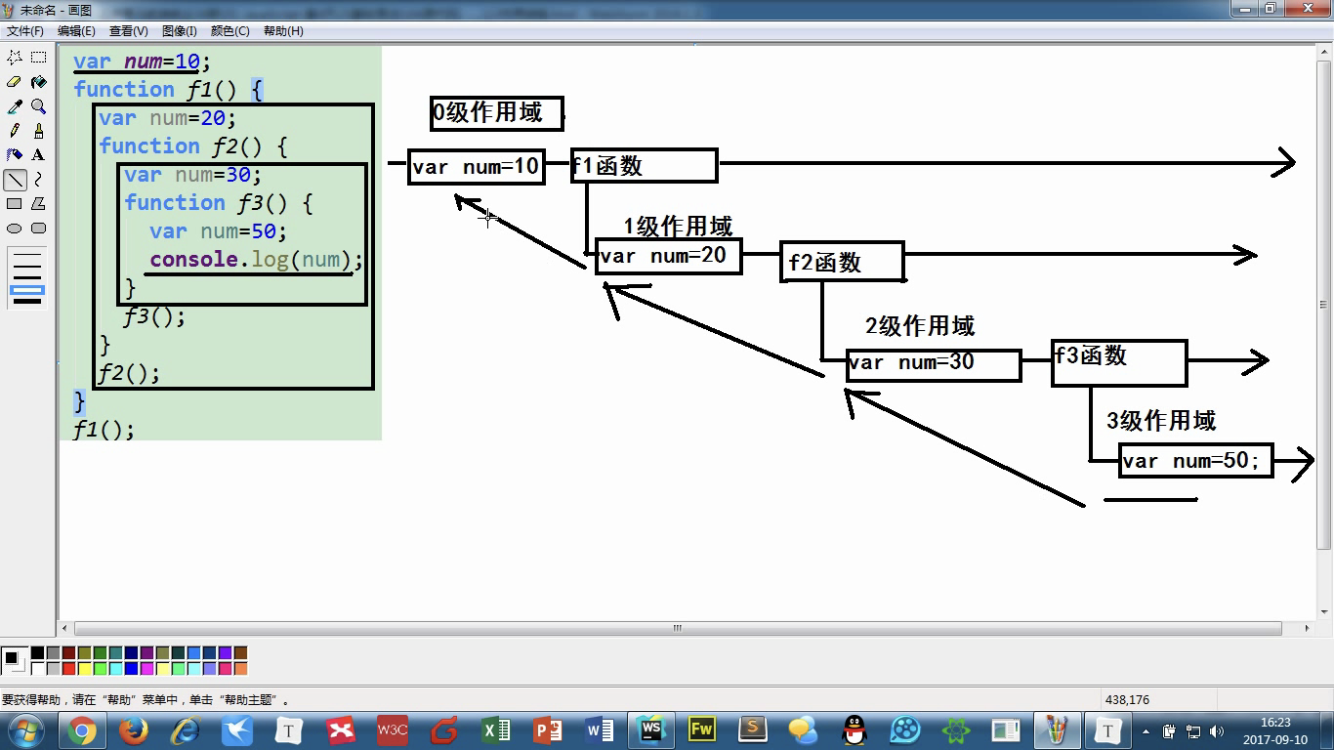 未命名 - 画图
文件(F) 编辑(E) 查看(V) 图像(I) 颜色(C) 帮助(H)
var num=10;
function f1() {
var num=20;
function f2() {
var num=30;
function f3() {
var num=50;
console.log(num);
}
f3();
}
f2();
}
f1();
0级作用域
var num=10
f1函数
1级作用域
var num=20
f2函数
2级作用域
var num=30
f3函数
3级作用域
var num=50;
要获得帮助，请在“帮助”菜单中，单击“帮助主题”。
438,176
T
W3C
WS
Fw
S
T
16:23
2017-09-10